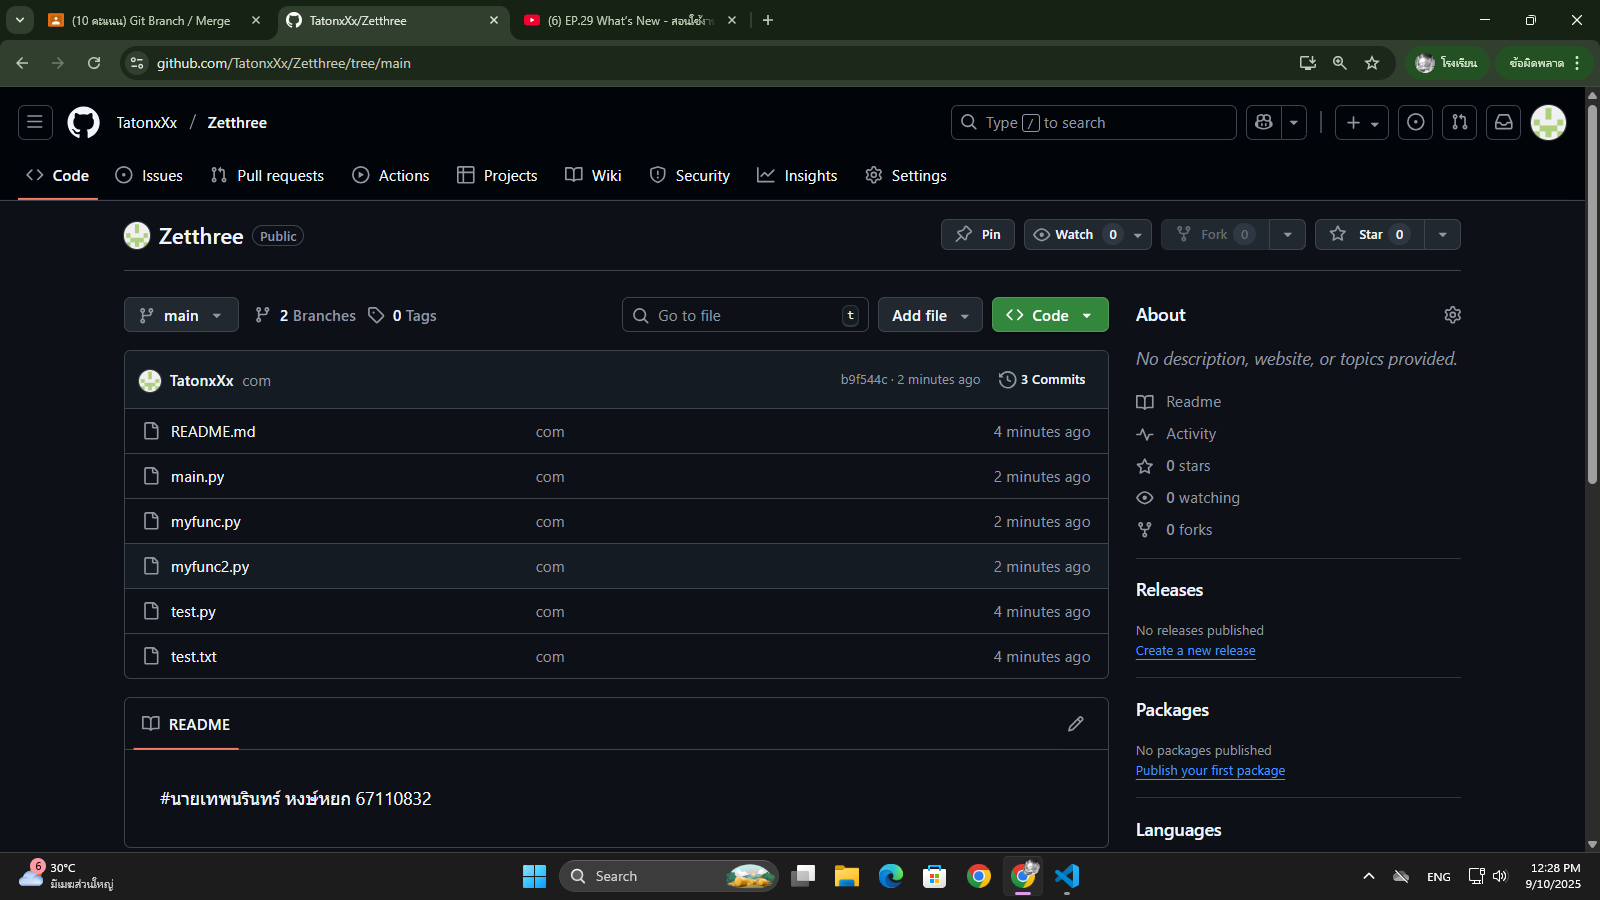 (10 คะแนน) Git Branch / Merge
TatonxXx/Zetthree
(6) EP.29 What's New - สอนใช้งาน
github.com/TatonxXx/Zetthree/tree/main
โรงเรียน
ข้อผิดพลาด
TatonxXx / Zetthree
Type / to search
Code
Issues
Pull requests
Actions
Projects
Wiki
Security
Insights
Settings
Zetthree Public
Pin
Watch 0
Fork 0
Star 0
main
2 Branches
0 Tags
Go to file t
Add file
Code
TatonxXx com b9f544c · 2 minutes ago 3 Commits
README.md com 4 minutes ago
main.py com 2 minutes ago
myfunc.py com 2 minutes ago
myfunc2.py com 2 minutes ago
test.py com 4 minutes ago
test.txt com 4 minutes ago
README
#นายเทพนรินทร์ หงษ์หยก 67110832
About
No description, website, or topics provided.
Readme
Activity
0 stars
0 watching
0 forks
Releases
No releases published
Create a new release
Packages
No packages published
Publish your first package
Languages
6
30°C
มีเมฆส่วนใหญ่
Search
ENG
12:28 PM
9/10/2025